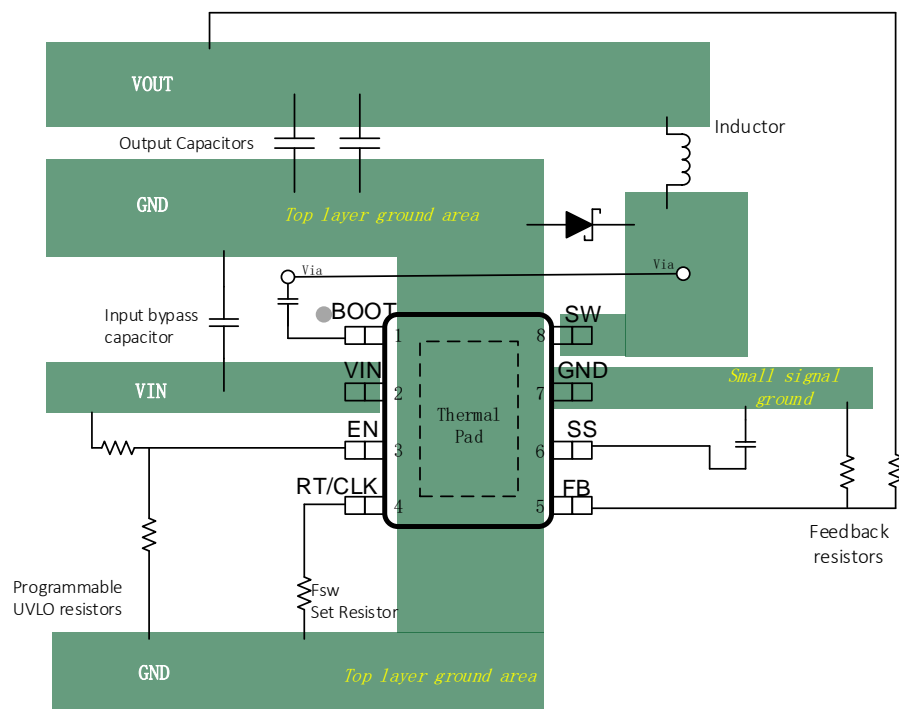 VOUT
Output Capacitors
Inductor
GND
Top layer ground area
Via
Via
Input bypass
capacitor
BOOT
1
8
SW
VIN
VIN
2
7
GND
Small signal
ground
Thermal
Pad
EN
3
6
SS
RT/CLK
4
5
FB
Feedback
resistors
Programmable
UVLO resistors
Fsw
Set Resistor
GND
Top layer ground area